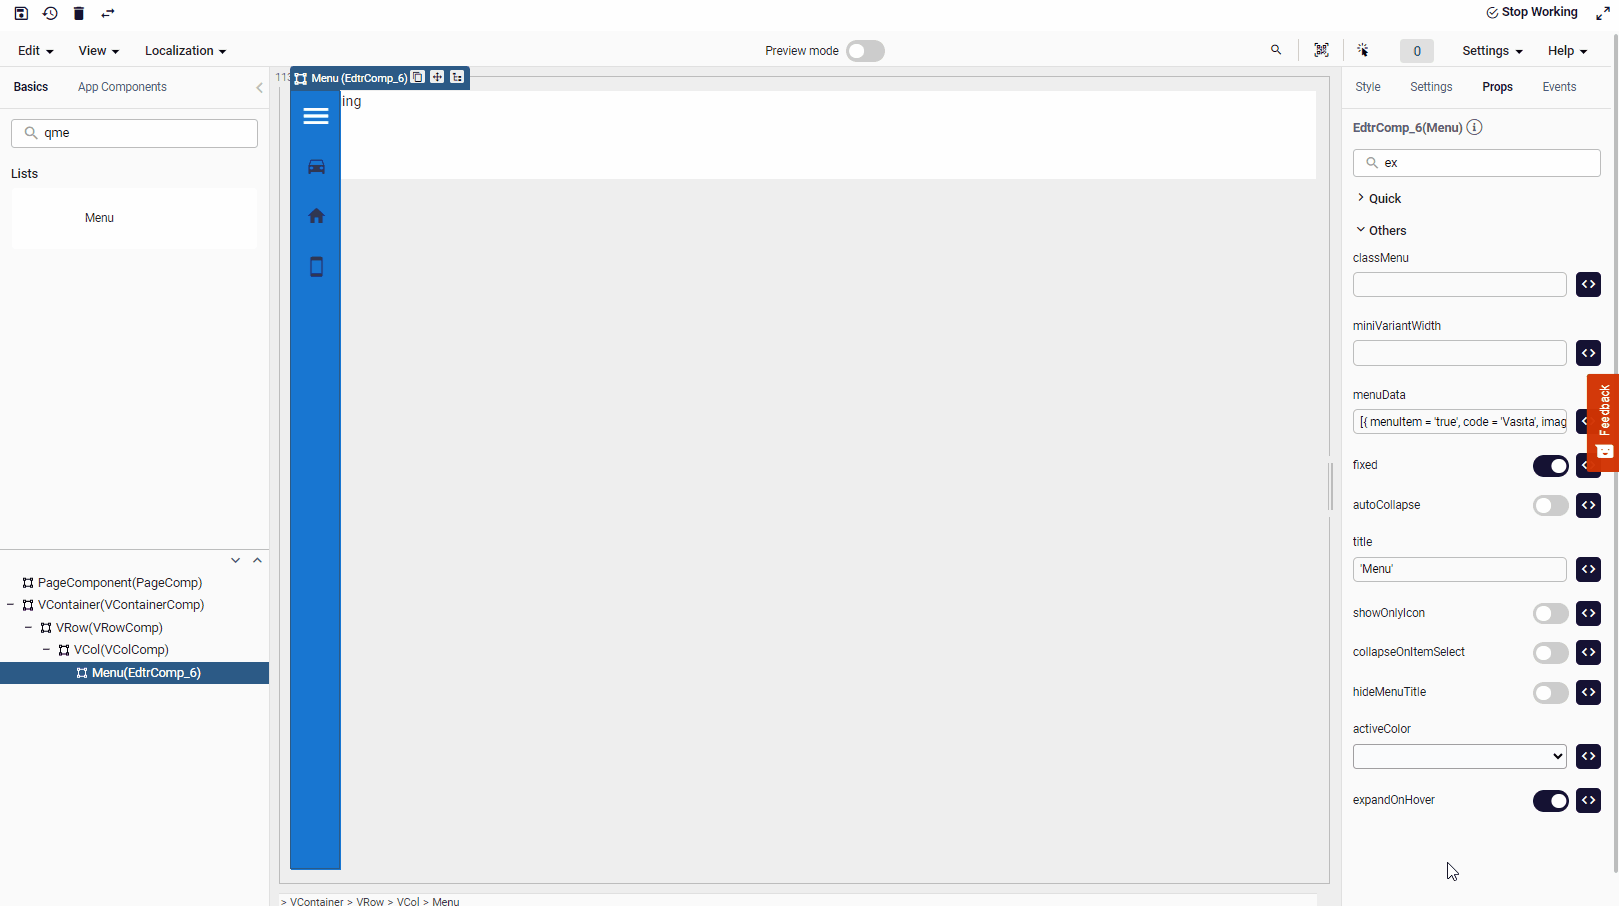 Stop Working
Edit View Localization
Preview mode
0 Settings Help
Basics App Components
qme
Lists
Menu
PageComponent(PageComp)
VContainer(VContainerComp)
VRow(VRowComp)
VCol(VColComp)
Menu(EdtrComp_6)
113
Menu (EdtrComp_6)
ing
> VContainer > VRow > VCol > Menu
Style Settings Props Events
EdtrComp_6(Menu)
ex
Quick
Others
classMenu
miniVariantWidth
menuData
[{ menuItem = 'true', code = 'Vasıta', imag
fixed
autoCollapse
title
'Menu'
showOnlyIcon
collapseOnItemSelect
hideMenuTitle
activeColor
expandOnHover
Feedback